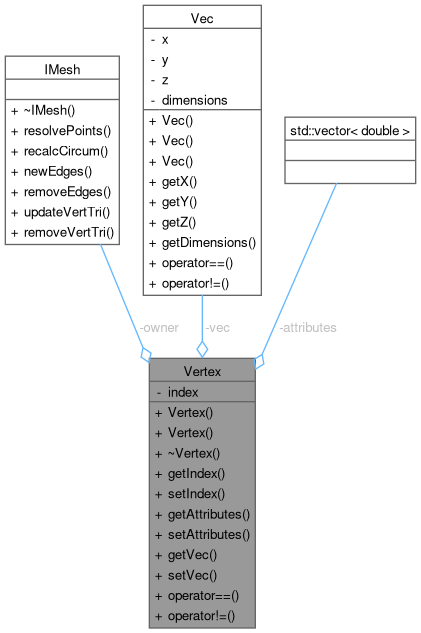 IMesh
+ ~IMesh()
+ resolvePoints()
+ recalcCircum()
+ newEdges()
+ removeEdges()
+ updateVertTri()
+ removeVertTri()
Vec
- x
- y
- z
- dimensions
+ Vec()
+ Vec()
+ Vec()
+ getX()
+ getY()
+ getZ()
+ getDimensions()
+ operator==()
+ operator!=()
std::vector< double >
-owner
-vec
-attributes
Vertex
- index
+ Vertex()
+ Vertex()
+ ~Vertex()
+ getIndex()
+ setIndex()
+ getAttributes()
+ setAttributes()
+ getVec()
+ setVec()
+ operator==()
+ operator!=()